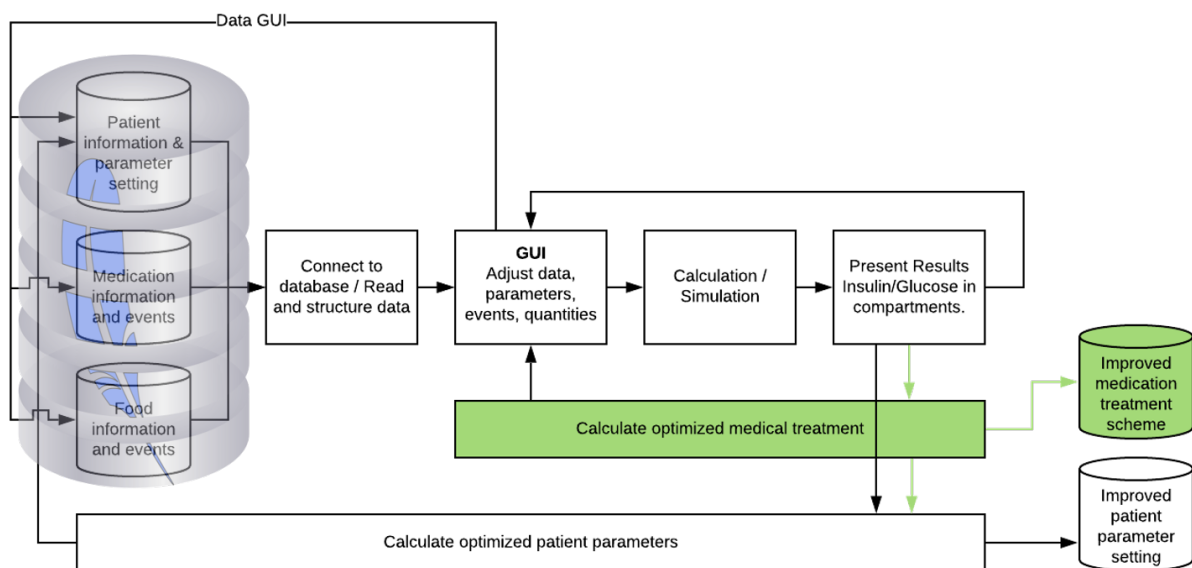 Data GUI
Patient
information &
parameter
setting
Medication
information
and events
Food
information
and events
Connect to
database / Read
and structure data
GUI
Adjust data,
parameters,
events, quantities
Calculation /
Simulation
Present Results
Insulin/Glucose in
compartments.
Calculate optimized medical treatment
Improved
medication
treatment
scheme
Calculate optimized patient parameters
Improved
patient
parameter
setting